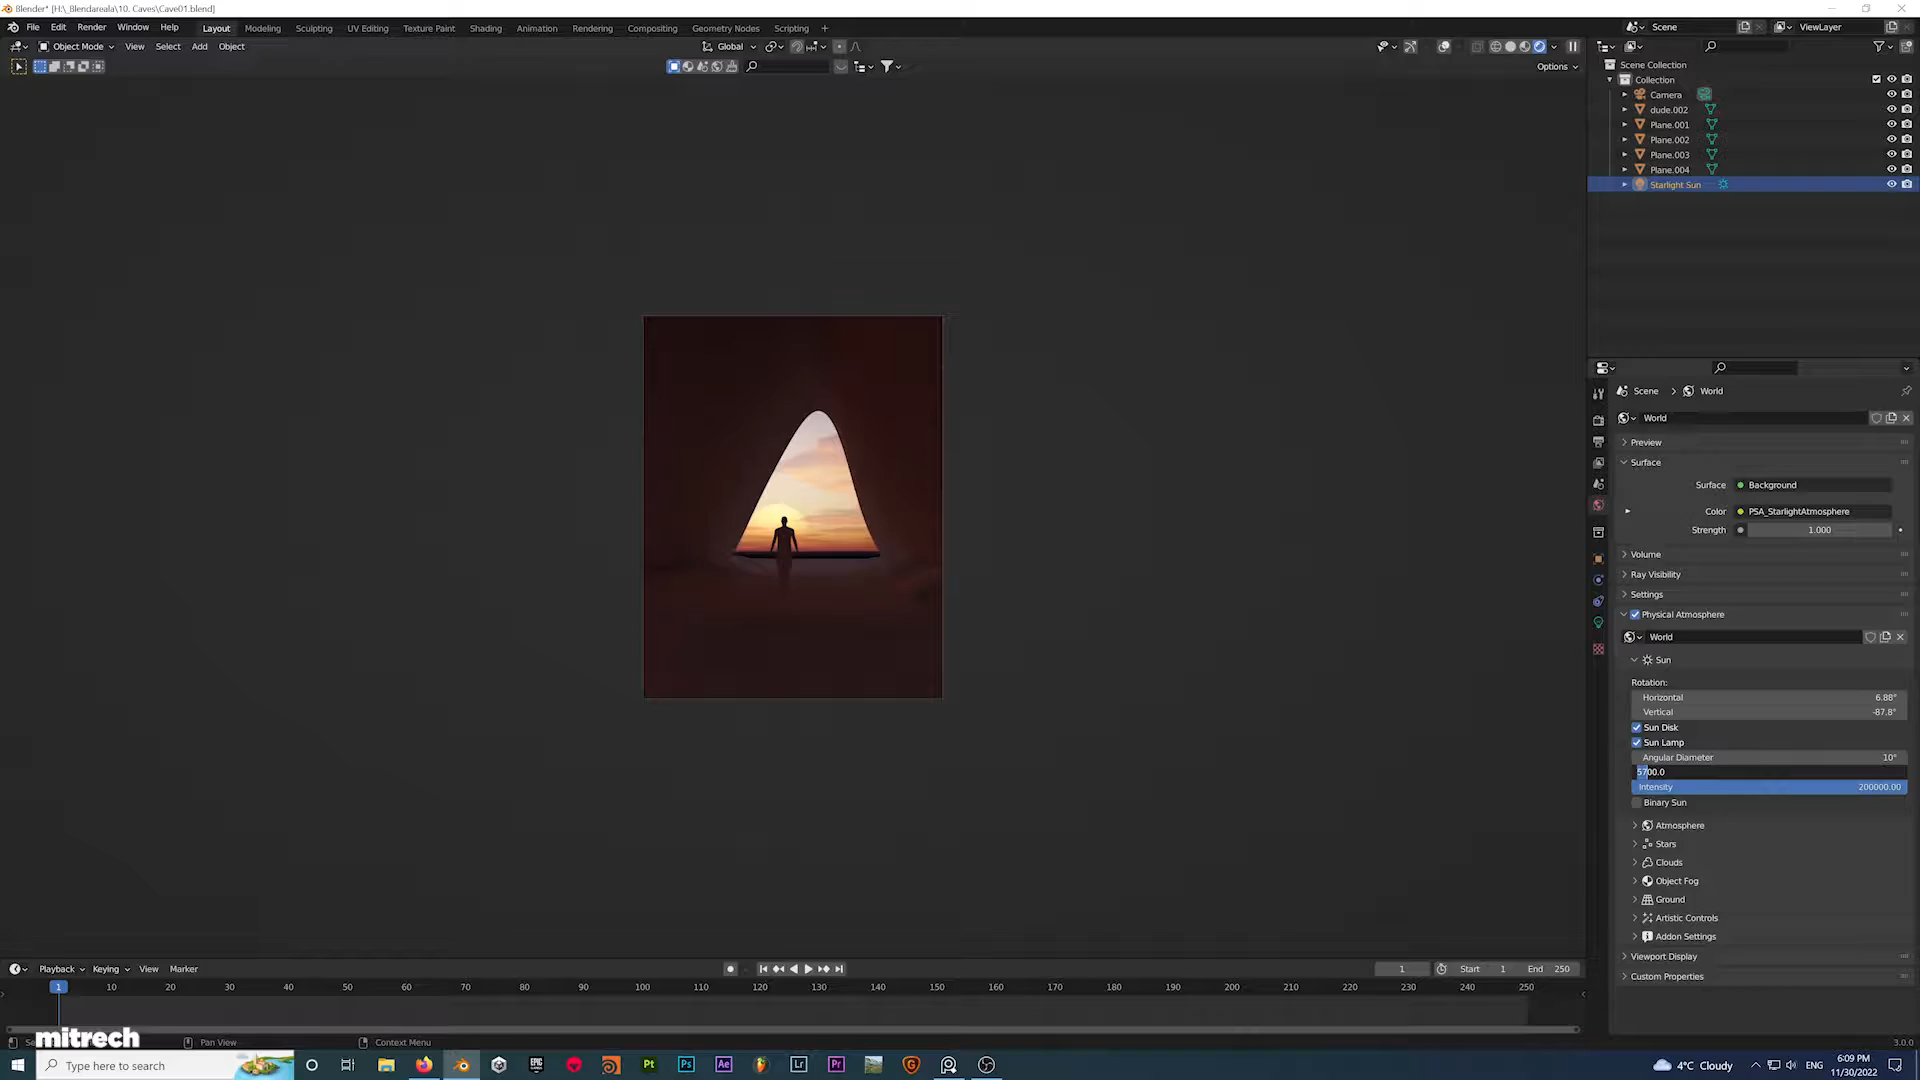 Blender* [H:\_Blendareala\10. Caves\Cave01.blend]
File Edit Render Window Help Layout Modeling Sculpting UV Editing Texture Paint Shading Animation Rendering Compositing Geometry Nodes Scripting + Scene ViewLayer
Object Mode View Select Add Object Global
Options
Scene Collection
Collection
Camera
dude.002
Plane.001
Plane.002
Plane.003
Plane.004
Starlight Sun
Scene > World
World
Preview
Surface
Surface Background
Color PSA_StarlightAtmosphere
Strength 1.000
Volume
Ray Visibility
Settings
Physical Atmosphere
World
Sun
Rotation:
Horizontal 6.88°
Vertical -87.8°
Sun Disk
Sun Lamp
Angular Diameter 10°
5700.0
Intensity 200000.00
Binary Sun
Atmosphere
Stars
Clouds
Object Fog
Ground
Artistic Controls
Addon Settings
Viewport Display
Custom Properties
Playback Keying View Marker 1 Start 1 End 250
1 10 20 30 40 50 60 70 80 90 100 110 120 130 140 150 160 170 180 190 200 210 220 230 240 250
mitrech
Pan View Context Menu 3.0.0
Type here to search Pt Ps Ae Lr Pr 4°C Cloudy ENG 6:09 PM
11/30/2022